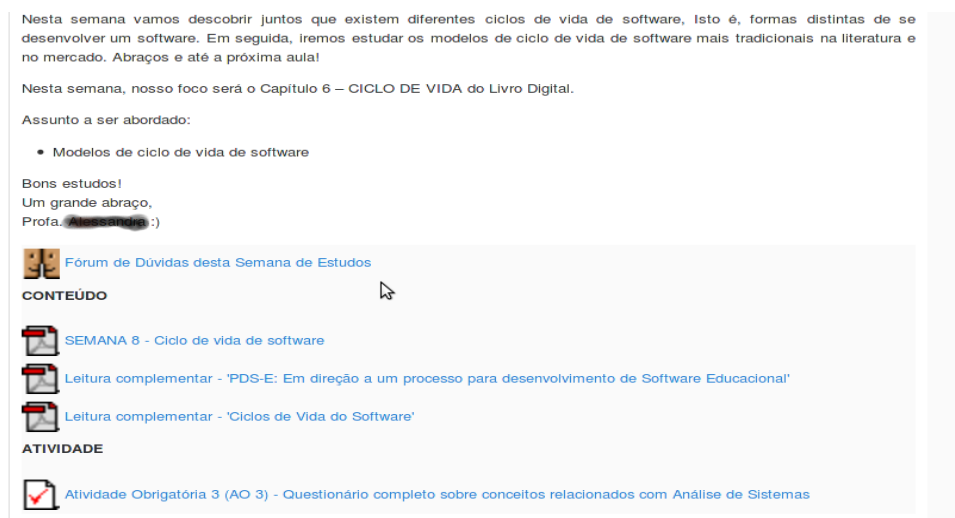 Nesta semana vamos descobrir juntos que existem diferentes ciclos de vida de software, Isto é, formas distintas de se
desenvolver um software. Em seguida, iremos estudar os modelos de ciclo de vida de software mais tradicionais na literatura e
no mercado. Abraços e até a próxima aula!
Nesta semana, nosso foco será o Capítulo 6 – CICLO DE VIDA do Livro Digital.
Assunto a ser abordado:
• Modelos de ciclo de vida de software
Bons estudos!
Um grande abraço,
Profa. :)
Fórum de Dúvidas desta Semana de Estudos
CONTEÚDO
SEMANA 8 - Ciclo de vida de software
Leitura complementar - 'PDS-E: Em direção a um processo para desenvolvimento de Software Educacional'
Leitura complementar - 'Ciclos de Vida do Software'
ATIVIDADE
Atividade Obrigatória 3 (AO 3) - Questionário completo sobre conceitos relacionados com Análise de Sistemas